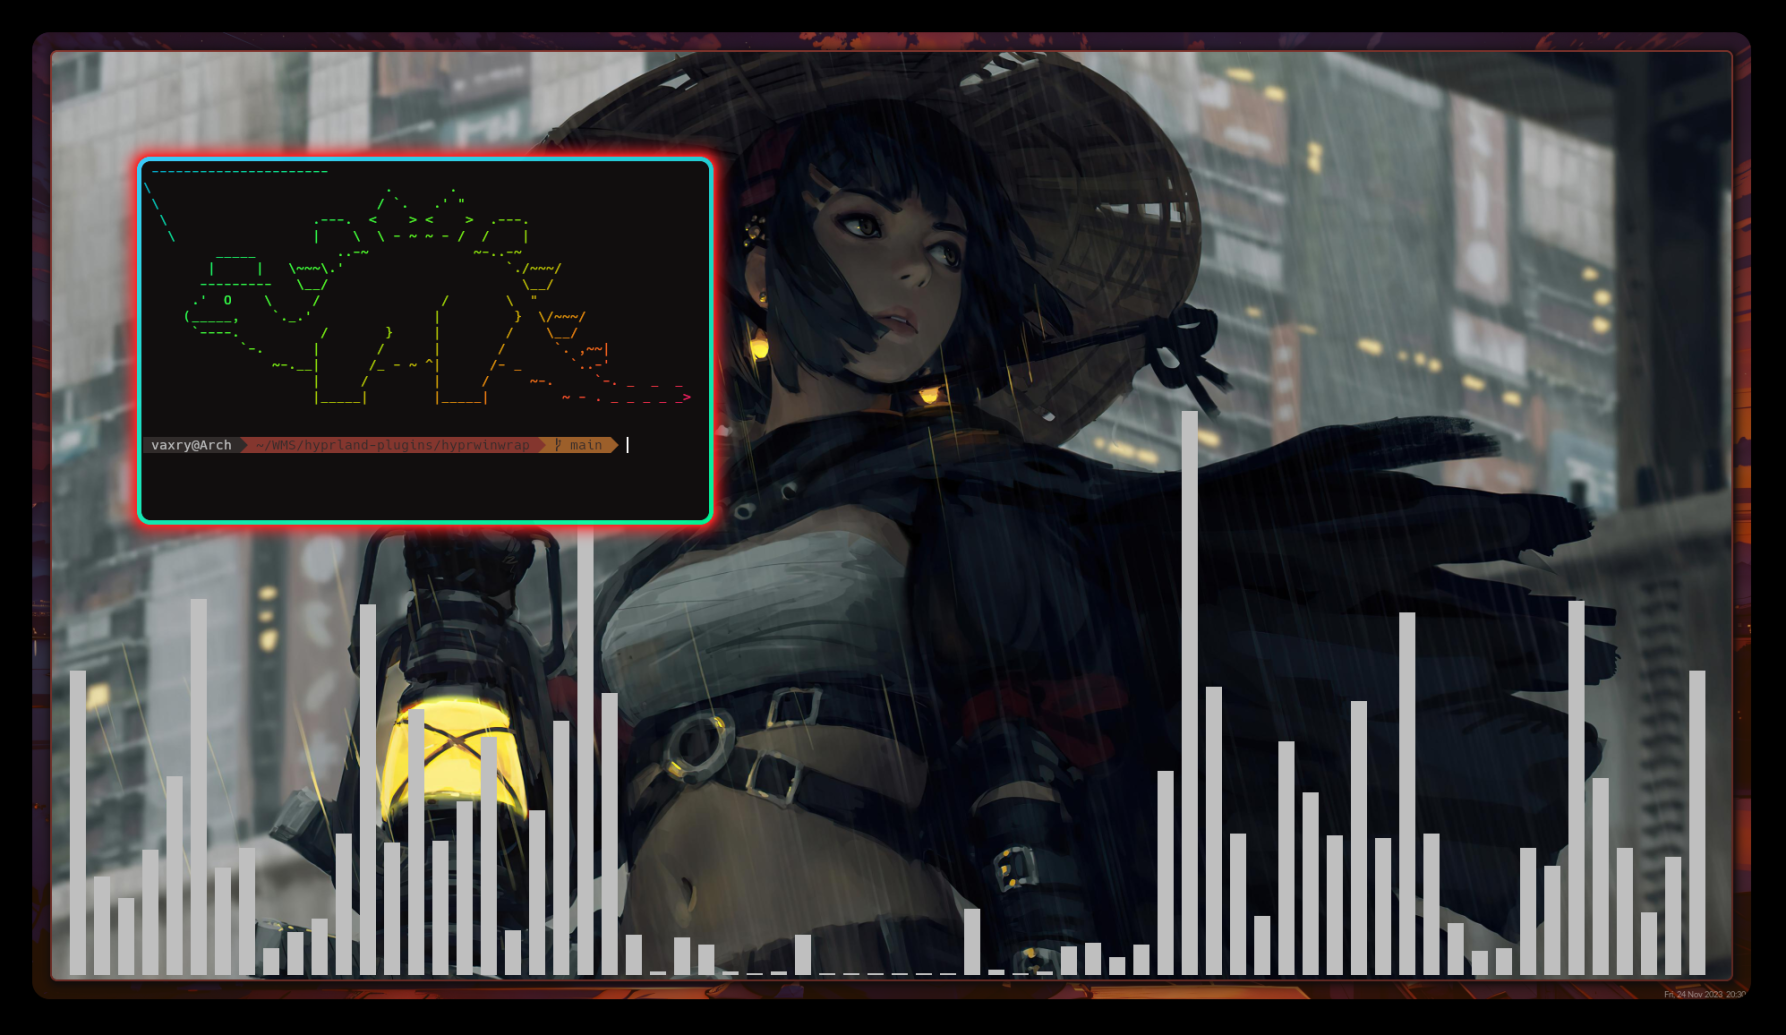 vaxry@Arch ~/WMS/hyprland-plugins/hyprwinwrap main
Fri, 24 Nov 2023 20:30